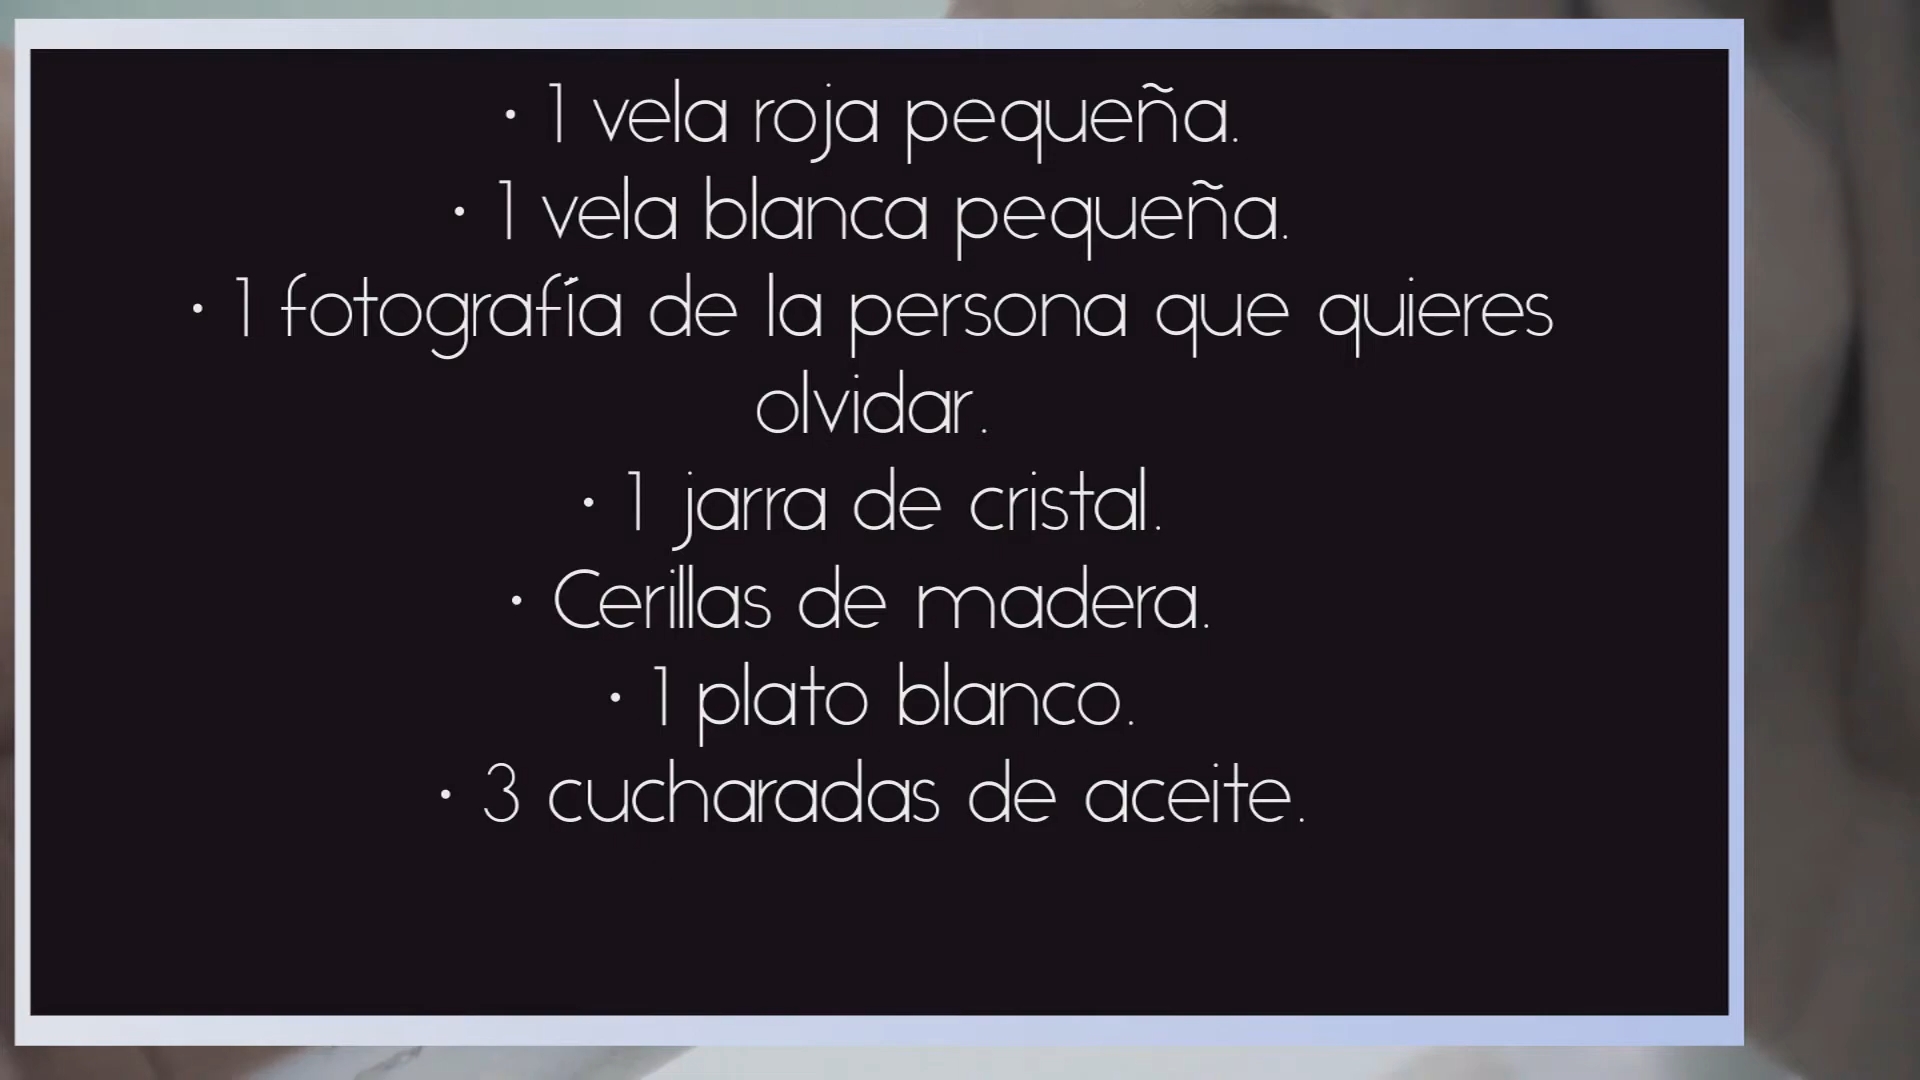 • 1 vela roja pequeña.
• 1 vela blanca pequeña.
• 1 fotografía de la persona que quieres
olvidar.
• 1 jarra de cristal.
• Cerillas de madera.
• 1 plato blanco.
• 3 cucharadas de aceite.